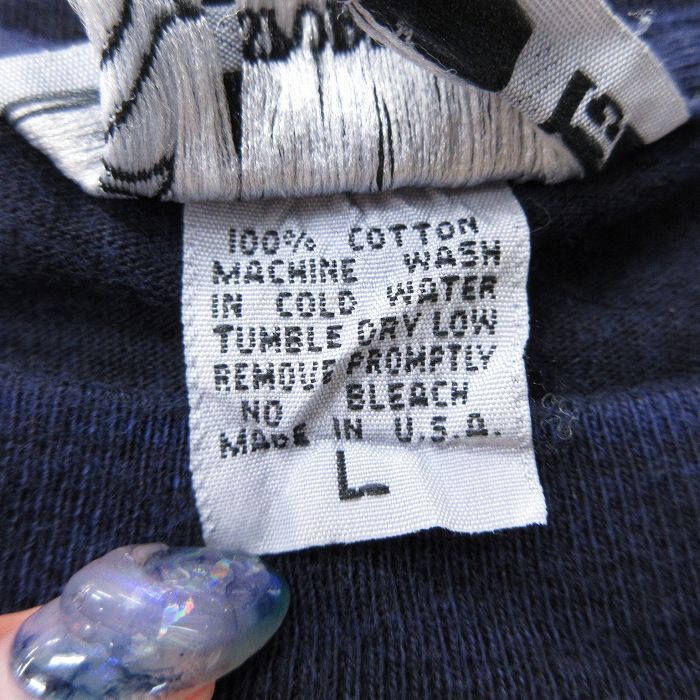 100% COTTON
MACHINE WASH
IN COLD WATER
TUMBLE DRY LOW
REMOVE PROMPTLY
NO BLEACH
MADE IN U.S.A.
L